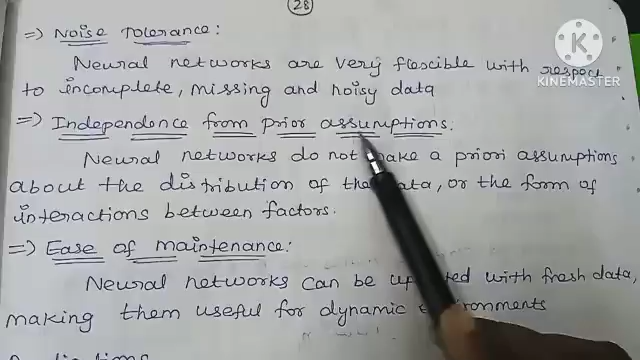 28
=> Noise Tolerance:
Neural networks are very flexible with respect
to incomplete, missing and noisy data
=> Independence from prior assumptions:
Neural networks do not make a priori assumptions
about the distribution of the data, or the form of
interactions between factors.
=> Ease of maintenance:
Neural networks can be updated with fresh data,
making them useful for dynamic environments
K
KINEMASTER